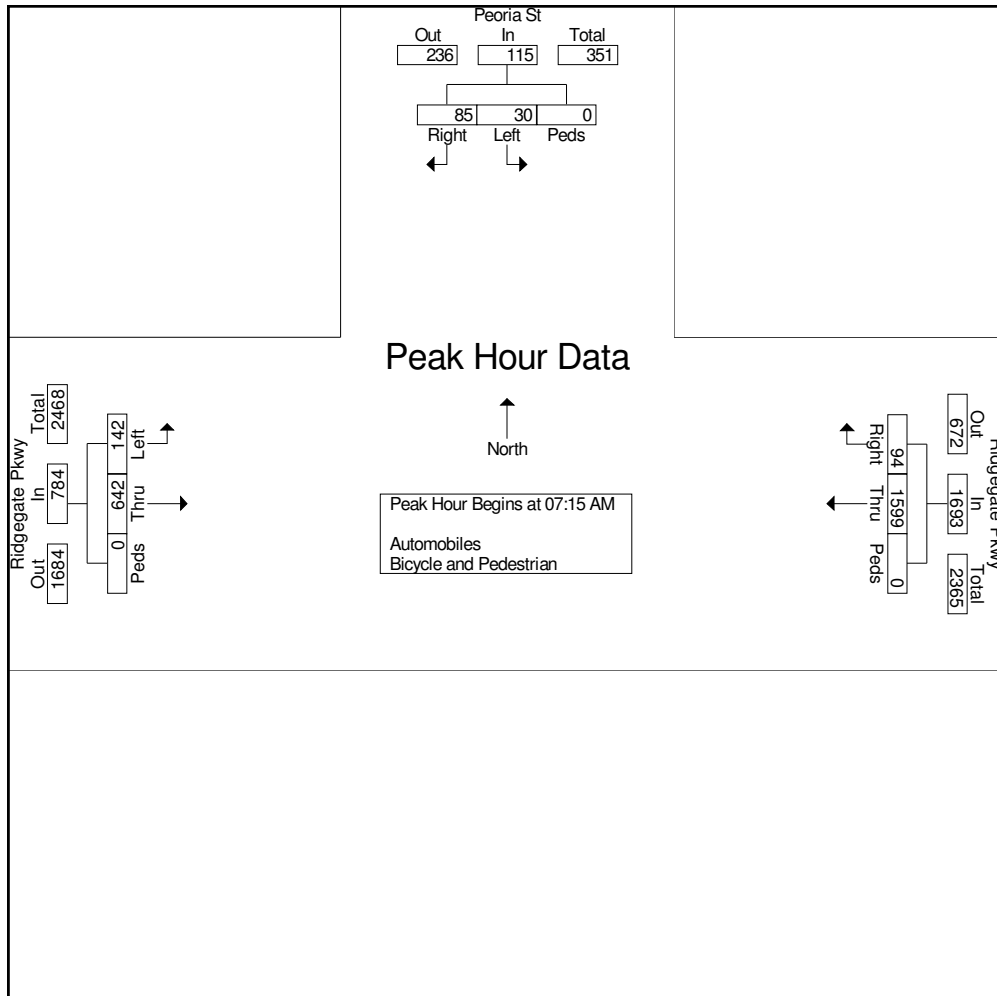 Peoria St
Out In Total
236 115 351
85 30 0
Right Left Peds
Peak Hour Data
North
Peak Hour Begins at 07:15 AM
Automobiles
Bicycle and Pedestrian
Ridgegate Pkwy
Out In Total
1684 784 2468
142 642 0
Left Thru Peds
Ridgegate Pkwy
Out In Total
672 1693 2365
94 1599 0
Right Thru Peds